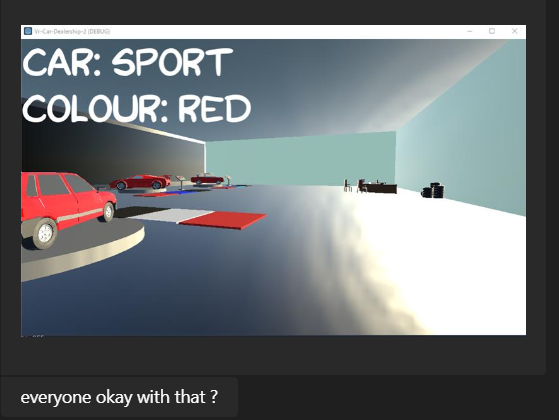 Vr-Car-Dealership-2 (DEBUG)
CAR: SPORT
COLOUR: RED
everyone okay with that ?